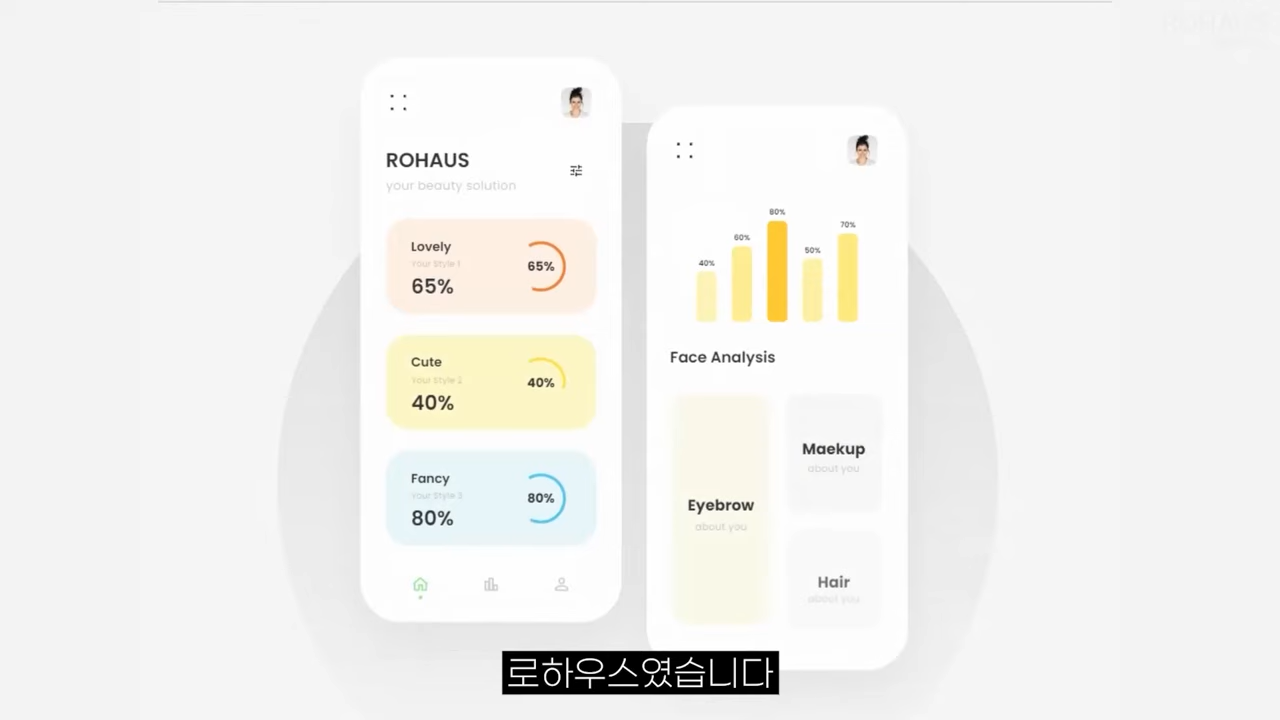 ROHAUS
ROHAUS
your beauty solution
Lovely
Your Style 1
65%
65%
Cute
Your Style 2
40%
40%
Fancy
Your Style 3
80%
80%
40%
60%
80%
50%
70%
Face Analysis
Eyebrow
about you
Maekup
about you
Hair
about you
로하우스였습니다